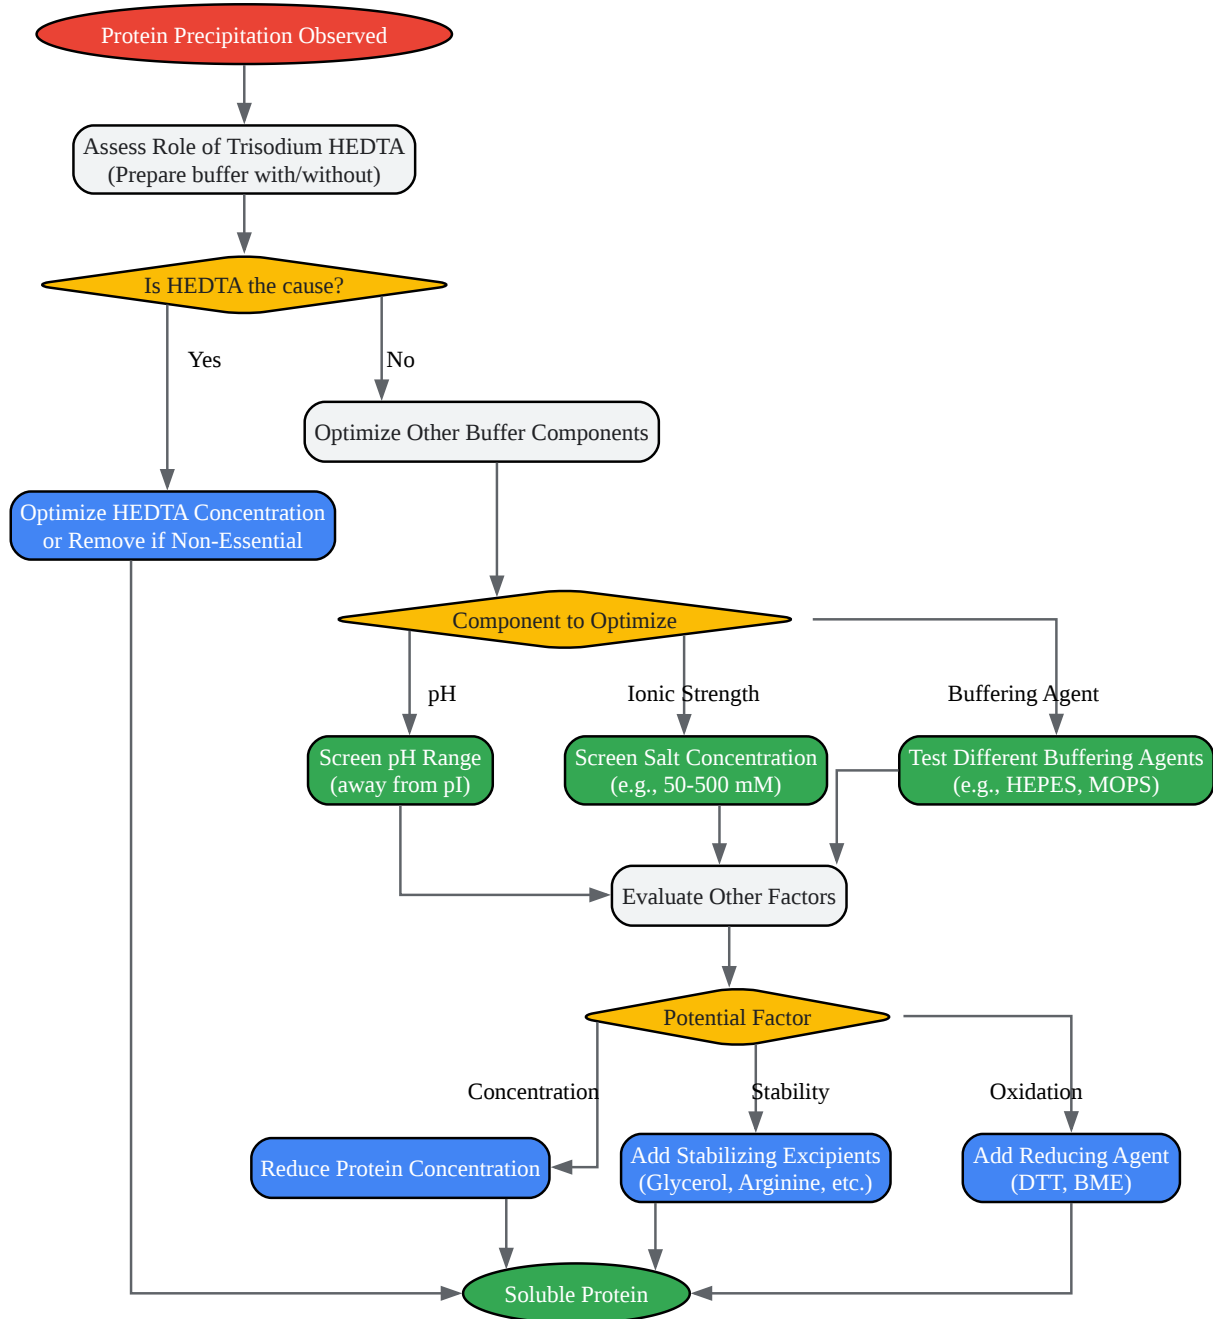 Protein Precipitation Observed
Assess Role of Trisodium HEDTA
(Prepare buffer with/without)
Is HEDTA the cause?
Yes
No
Optimize Other Buffer Components
Optimize HEDTA Concentration
or Remove if Non-Essential
Component to Optimize
pH
Ionic Strength
Buffering Agent
Screen pH Range
(away from pI)
Screen Salt Concentration
(e.g., 50-500 mM)
Test Different Buffering Agents
(e.g., HEPES, MOPS)
Evaluate Other Factors
Potential Factor
Concentration
Stability
Oxidation
Reduce Protein Concentration
Add Stabilizing Excipients
(Glycerol, Arginine, etc.)
Add Reducing Agent
(DTT, BME)
Soluble Protein